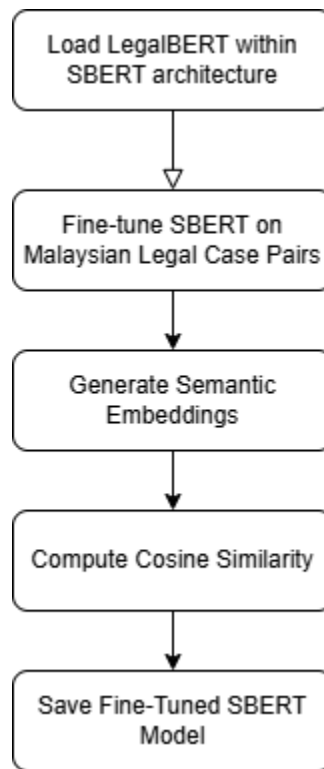 Load LegalBERT within
SBERT architecture
Fine-tune SBERT on
Malaysian Legal Case Pairs
Generate Semantic
Embeddings
Compute Cosine Similarity
Save Fine-Tuned SBERT
Model